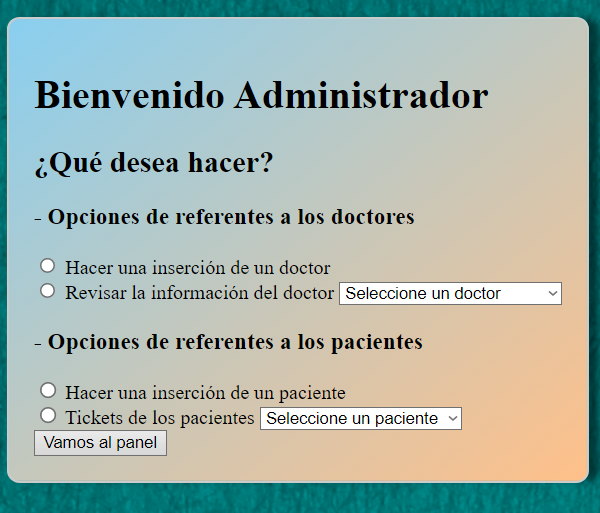 Bienvenido Administrador
¿Qué desea hacer?
- Opciones de referentes a los doctores
Hacer una inserción de un doctor
Revisar la información del doctor Seleccione un doctor
- Opciones de referentes a los pacientes
Hacer una inserción de un paciente
Tickets de los pacientes Seleccione un paciente
Vamos al panel